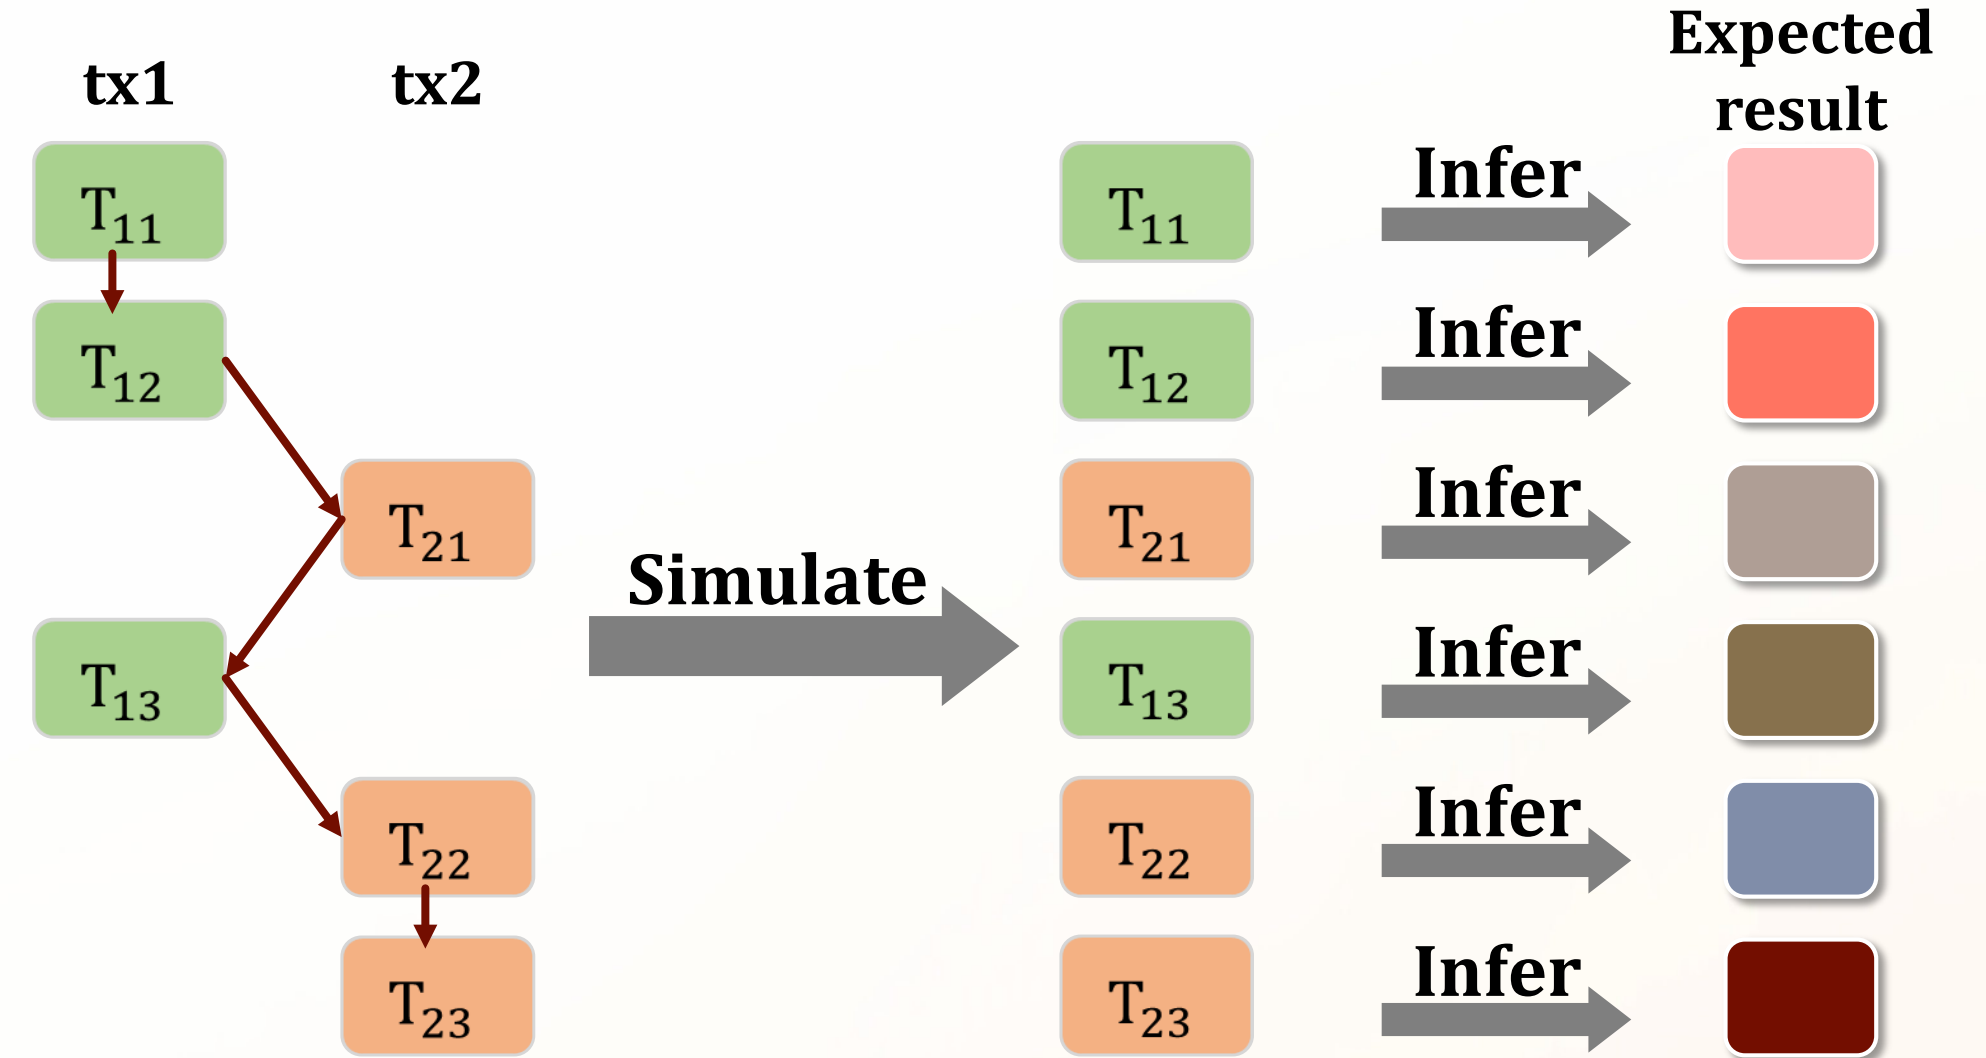 tx1
tx2
T₁₁
T₁₂
T₂₁
T₁₃
T₂₂
T₂₃
Simulate
T₁₁
T₁₂
T₂₁
T₁₃
T₂₂
T₂₃
Infer
Infer
Infer
Infer
Infer
Infer
Expected
result